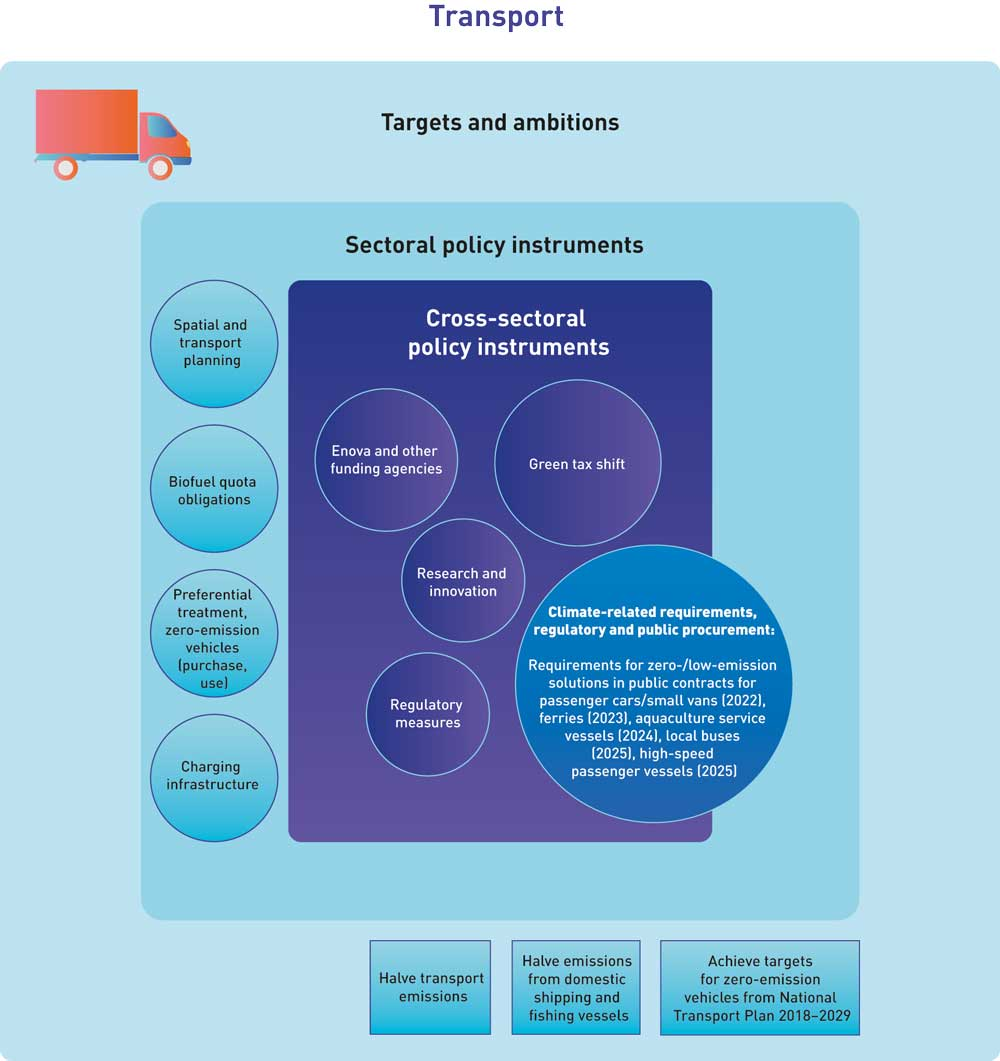 Transport
Targets and ambitions
Sectoral policy instruments
Spatial and
transport
planning
Biofuel quota
obligations
Preferential
treatment,
zero-emission
vehicles
(purchase,
use)
Charging
infrastructure
Cross-sectoral
policy instruments
Enova and other
funding agencies
Green tax shift
Research and
innovation
Regulatory
measures
Climate-related requirements,
regulatory and public procurement:
Requirements for zero-/low-emission
solutions in public contracts for
passenger cars/small vans (2022),
ferries (2023), aquaculture service
vessels (2024), local buses
(2025), high-speed
passenger vessels (2025)
Halve transport
emissions
Halve emissions
from domestic
shipping and
fishing vessels
Achieve targets
for zero-emission
vehicles from National
Transport Plan 2018–2029